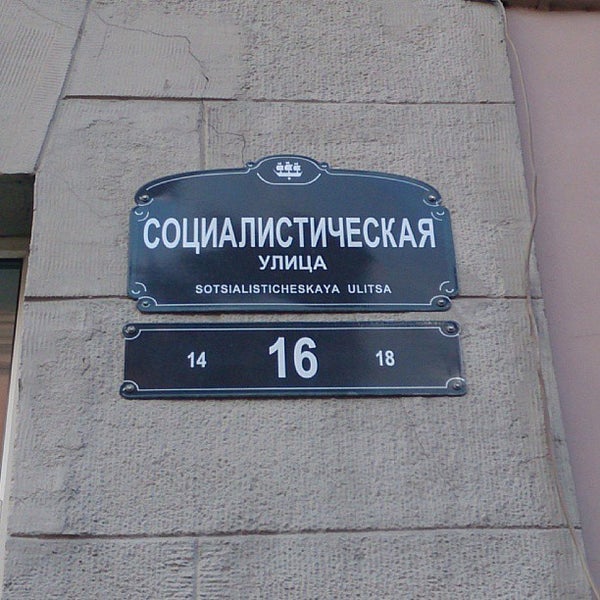 СОЦИАЛИСТИЧЕСКАЯ
УЛИЦА
SOTSIALISTICHESKAYA ULITSA
14 16 18